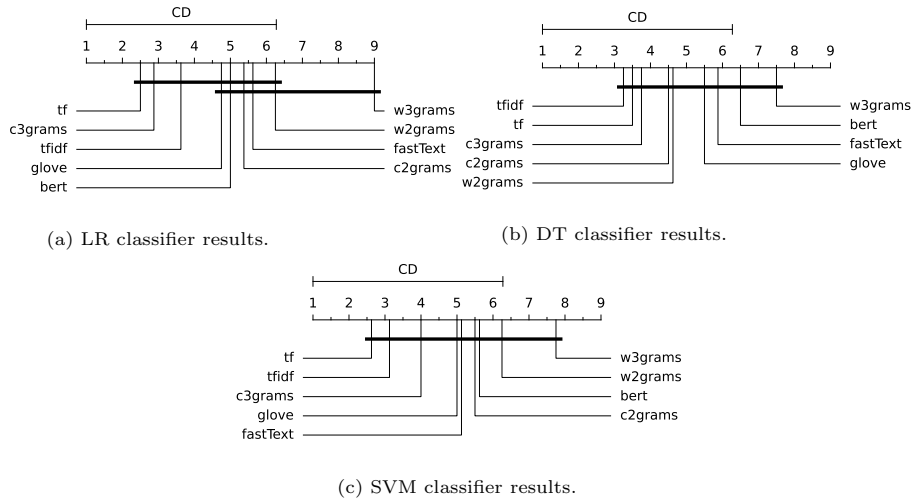 CD
1 2 3 4 5 6 7 8 9
tf
c3grams
tfidf
glove
bert
w3grams
w2grams
fastText
c2grams
(a) LR classifier results.
CD
1 2 3 4 5 6 7 8 9
tfidf
tf
c3grams
c2grams
w2grams
w3grams
bert
fastText
glove
(b) DT classifier results.
CD
1 2 3 4 5 6 7 8 9
tf
tfidf
c3grams
glove
fastText
w3grams
w2grams
bert
c2grams
(c) SVM classifier results.